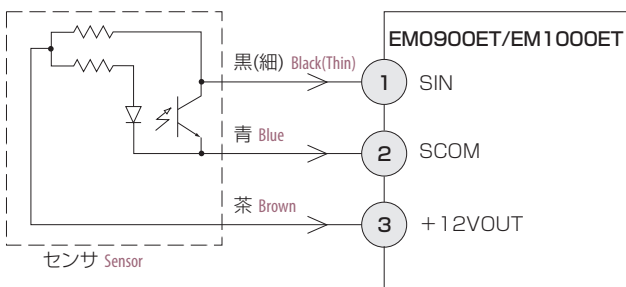 EM0900ET/EM1000ET
黒(細) Black(Thin)
1 SIN
青 Blue
2 SCOM
茶 Brown
3 +12VOUT
センサ Sensor